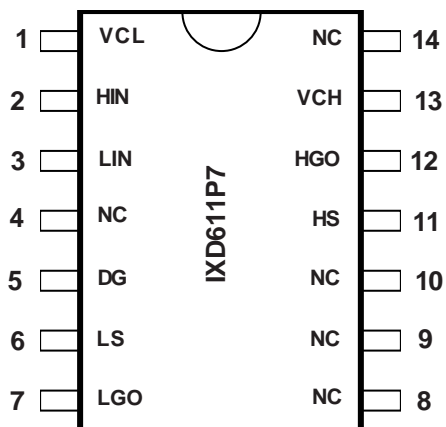 1 VCL NC 14
2 HIN VCH 13
3 LIN HGO 12
4 NC HS 11
5 DG NC 10
6 LS NC 9
7 LGO NC 8
IXD611P7